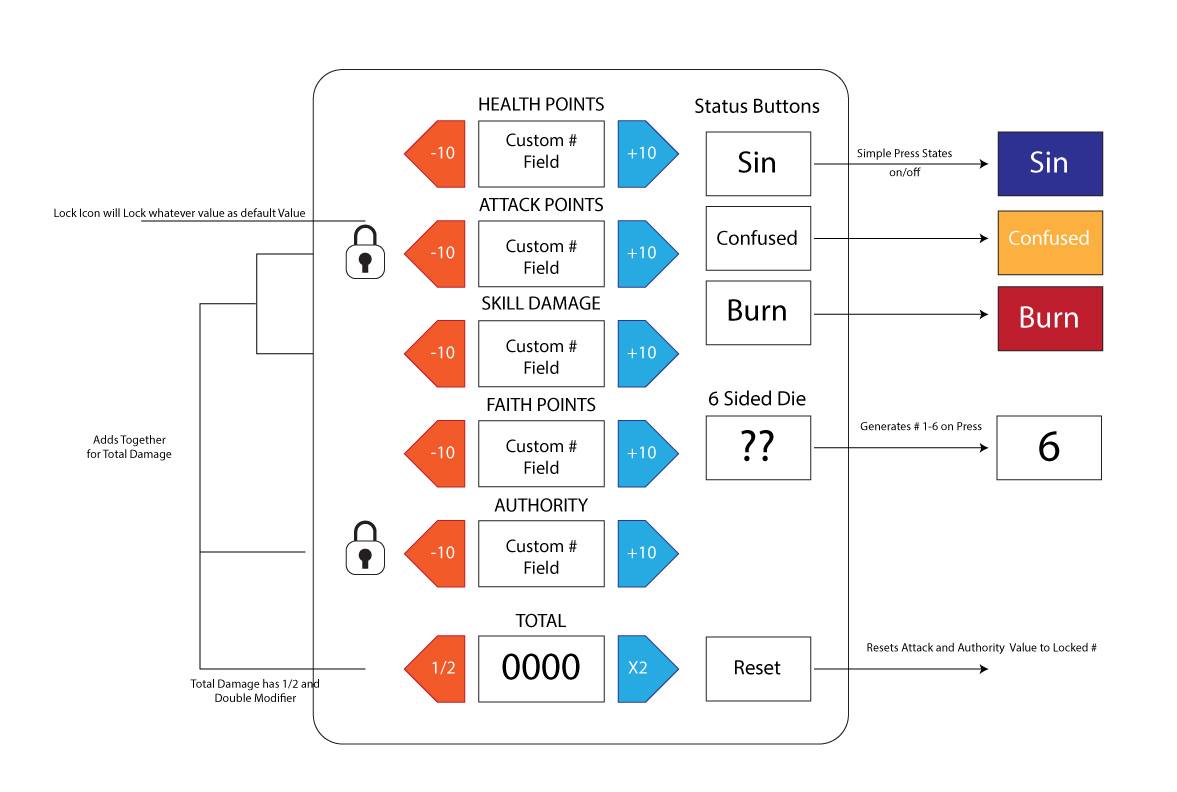 HEALTH POINTS
-10
Custom #
Field
+10
Status Buttons
Sin
Simple Press States
on/off
Sin
Lock Icon will Lock whatever value as default Value
ATTACK POINTS
-10
Custom #
Field
+10
Confused
Confused
SKILL DAMAGE
-10
Custom #
Field
+10
Burn
Burn
Adds Together
for Total Damage
FAITH POINTS
-10
Custom #
Field
+10
6 Sided Die
??
Generates # 1-6 on Press
6
AUTHORITY
-10
Custom #
Field
+10
TOTAL
1/2
0000
X2
Reset
Resets Attack and Authority Value to Locked #
Total Damage has 1/2 and
Double Modifier